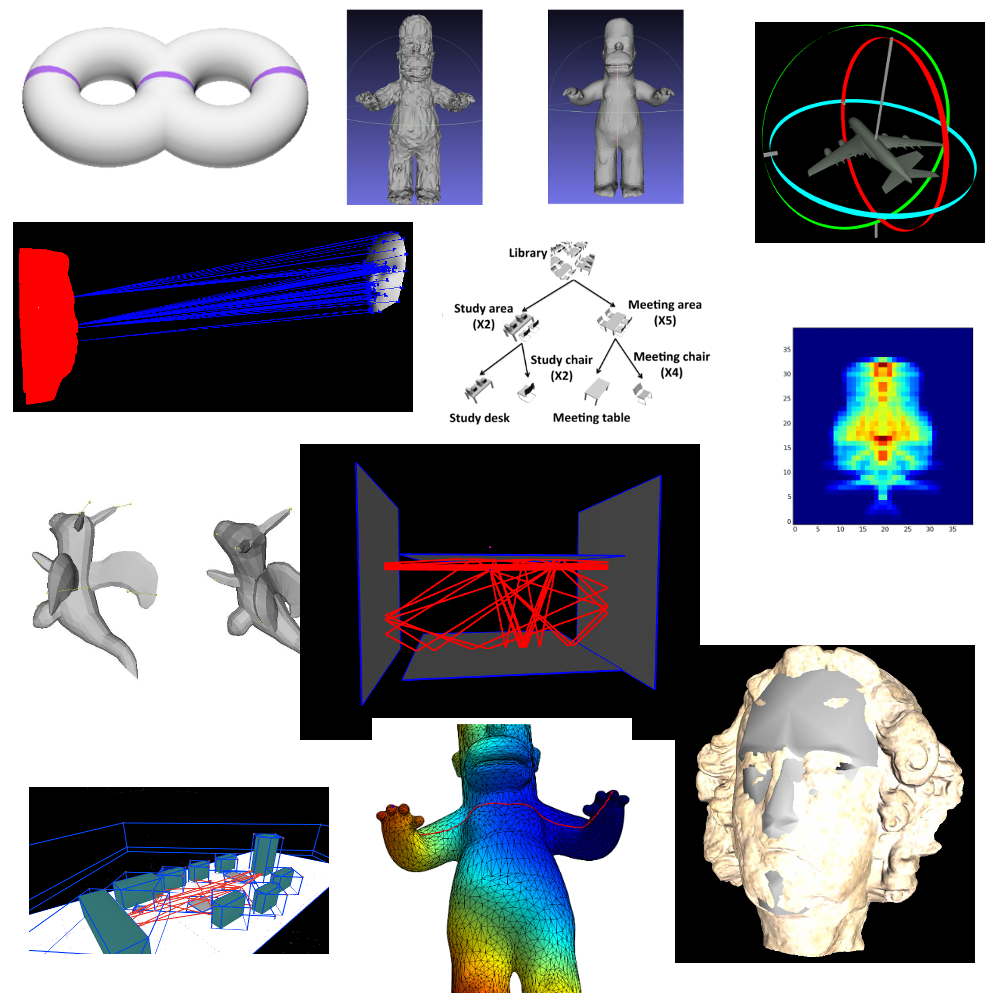 Library
Study area
(X2)
Meeting area
(X5)
Study chair
(X2)
Meeting chair
(X4)
Study desk
Meeting table
35
30
25
20
15
10
5
0
0 5 10 15 20 25 30 35